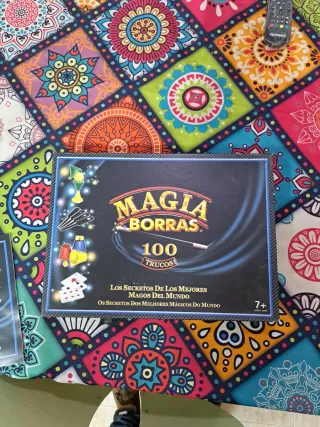 MAGIA
BORRAS
100
TRUCOS
LOS SECRETOS DE LOS MEJORES
MAGOS DEL MUNDO
OS SECRETOS DOS MELHORES MÁGICOS DO MUNDO
7+